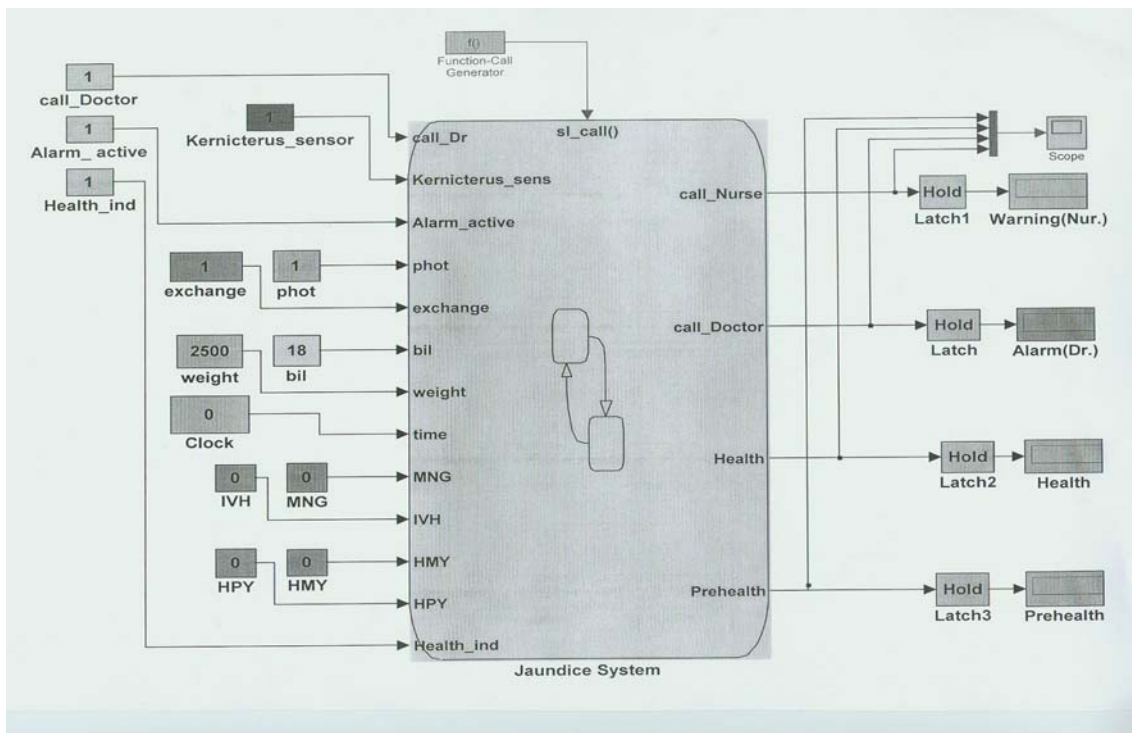 f()
Function-Call
Generator
1
call_Doctor
1
Alarm_ active
1
Health_ind
1
Kernicterus_sensor
1
exchange
1
phot
2500
weight
18
bil
0
Clock
0
IVH
0
MNG
0
HPY
0
HMY
sl_call()
call_Dr
Kernicterus_sens
Alarm_active
phot
exchange
bil
weight
time
MNG
IVH
HMY
HPY
Health_ind
call_Nurse
call_Doctor
Health
Prehealth
Jaundice System
Scope
Hold
Latch1
Warning(Nur.)
Hold
Latch
Alarm(Dr.)
Hold
Latch2
Health
Hold
Latch3
Prehealth